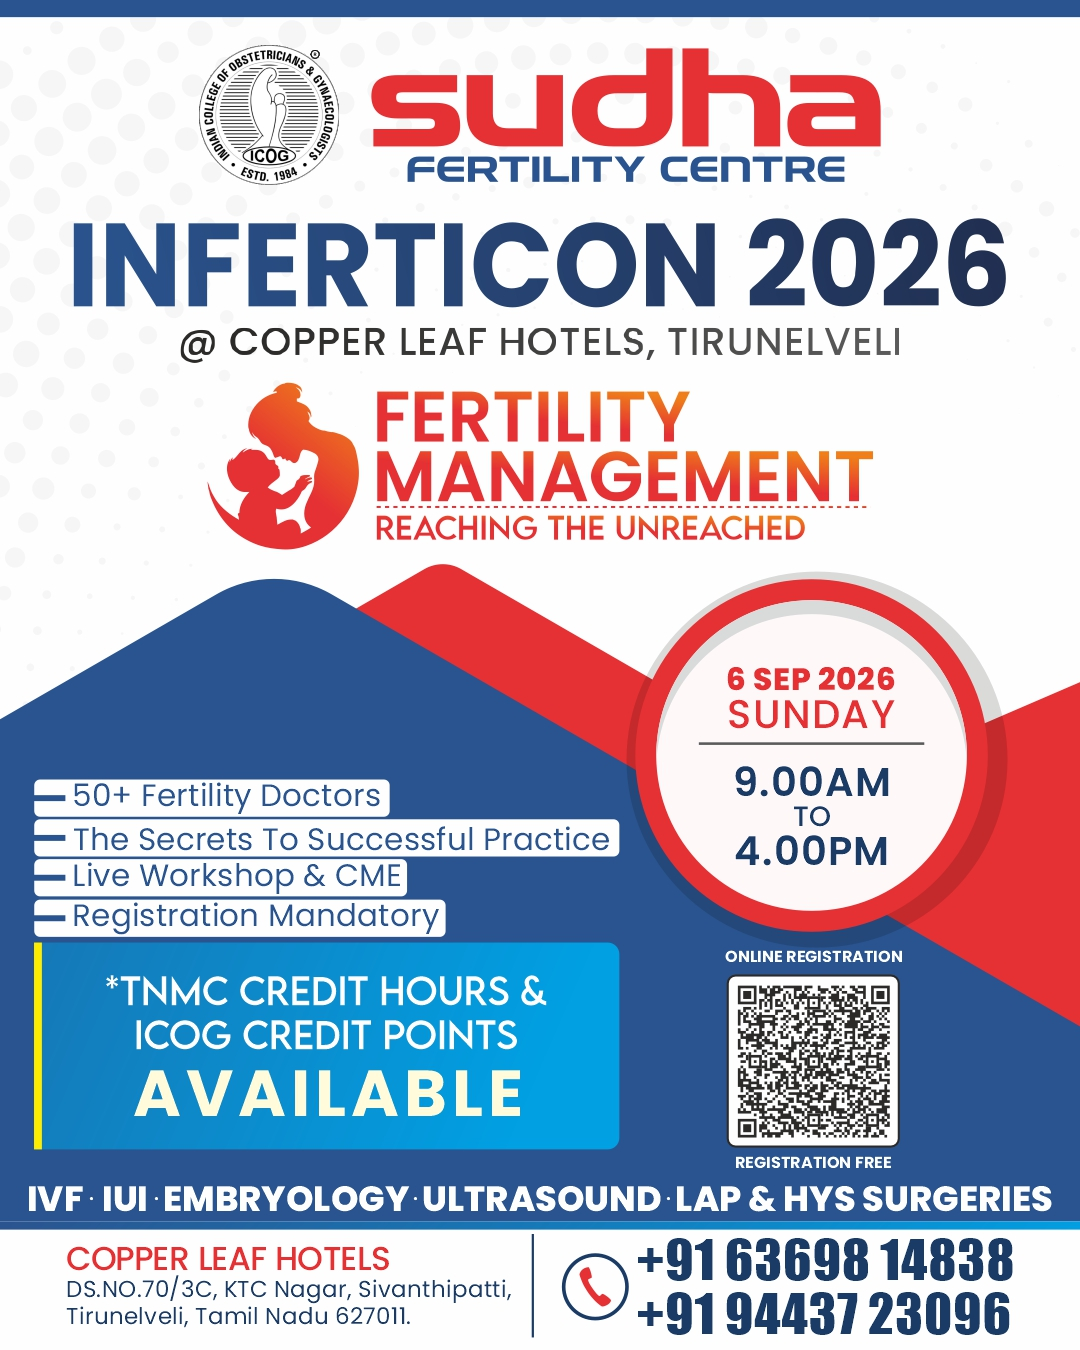 INDIAN COLLEGE OF OBSTETRICIANS & GYNAECOLOGISTS
®
ICOG
ESTD. 1984
sudha
FERTILITY CENTRE
INFERTICON 2026
@ COPPER LEAF HOTELS, TIRUNELVELI
FERTILITY
MANAGEMENT
REACHING THE UNREACHED
6 SEP 2026
SUNDAY
9.00AM
TO
4.00PM
50+ Fertility Doctors
The Secrets To Successful Practice
Live Workshop & CME
Registration Mandatory
*TNMC CREDIT HOURS &
ICOG CREDIT POINTS
AVAILABLE
ONLINE REGISTRATION
REGISTRATION FREE
IVF · IUI · EMBRYOLOGY · ULTRASOUND · LAP & HYS SURGERIES
COPPER LEAF HOTELS
DS.NO.70/3C, KTC Nagar, Sivanthipatti,
Tirunelveli, Tamil Nadu 627011.
+91 63698 14838
+91 94437 23096